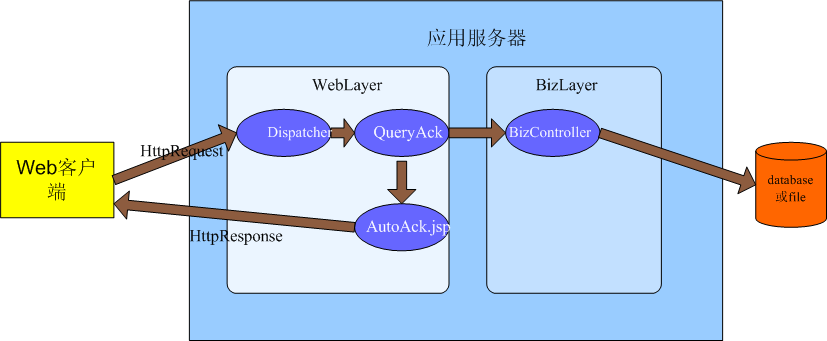 应用服务器
WebLayer
BizLayer
Dispatcher
QueryAck
BizController
HttpRequest
Web客户
端
database
或file
AutoAck.jsp
HttpResponse